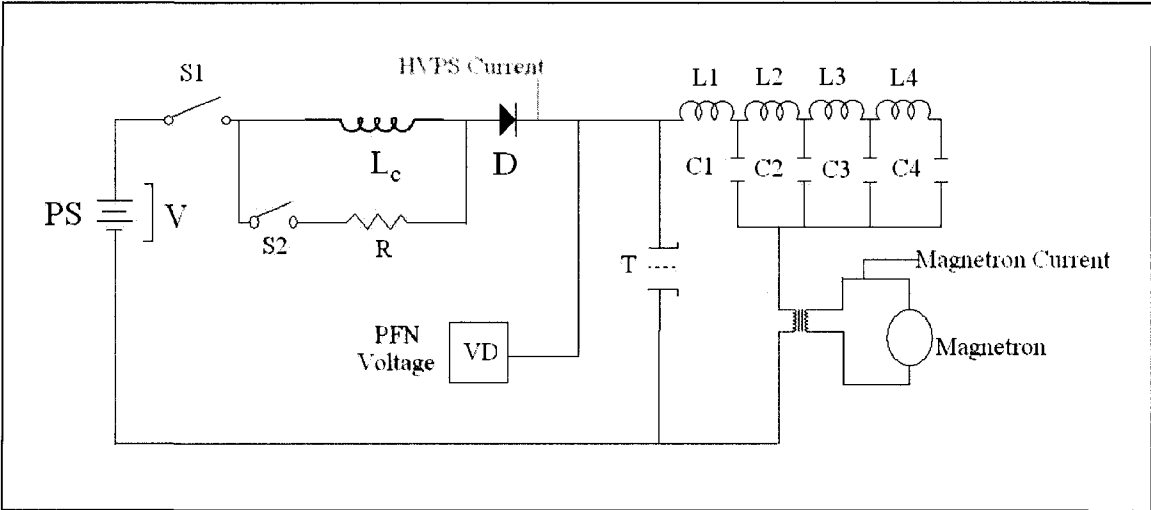 S1
HVPS Current
L1 L2 L3 L4
Lc
D
C1 C2 C3 C4
PS
V
S2
R
T
Magnetron Current
PFN
Voltage
VD
Magnetron